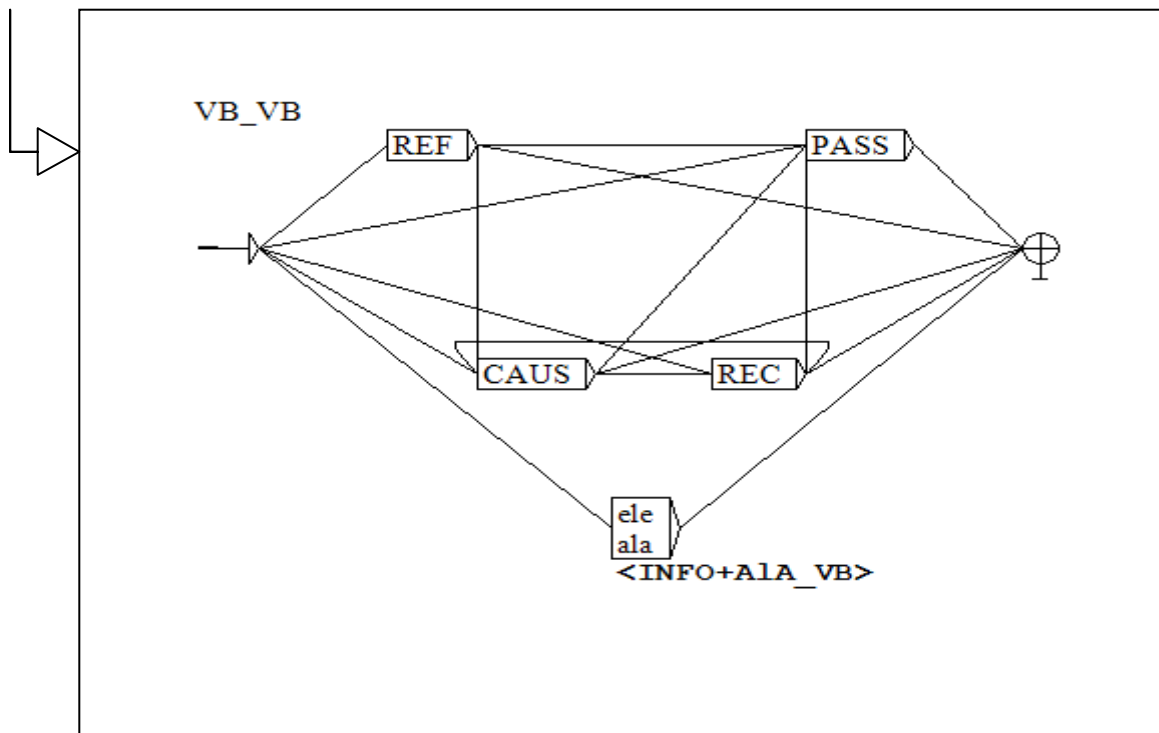 VB_VB
REF
PASS
CAUS
REC
ele
ala
<INFO+AlA_VB>